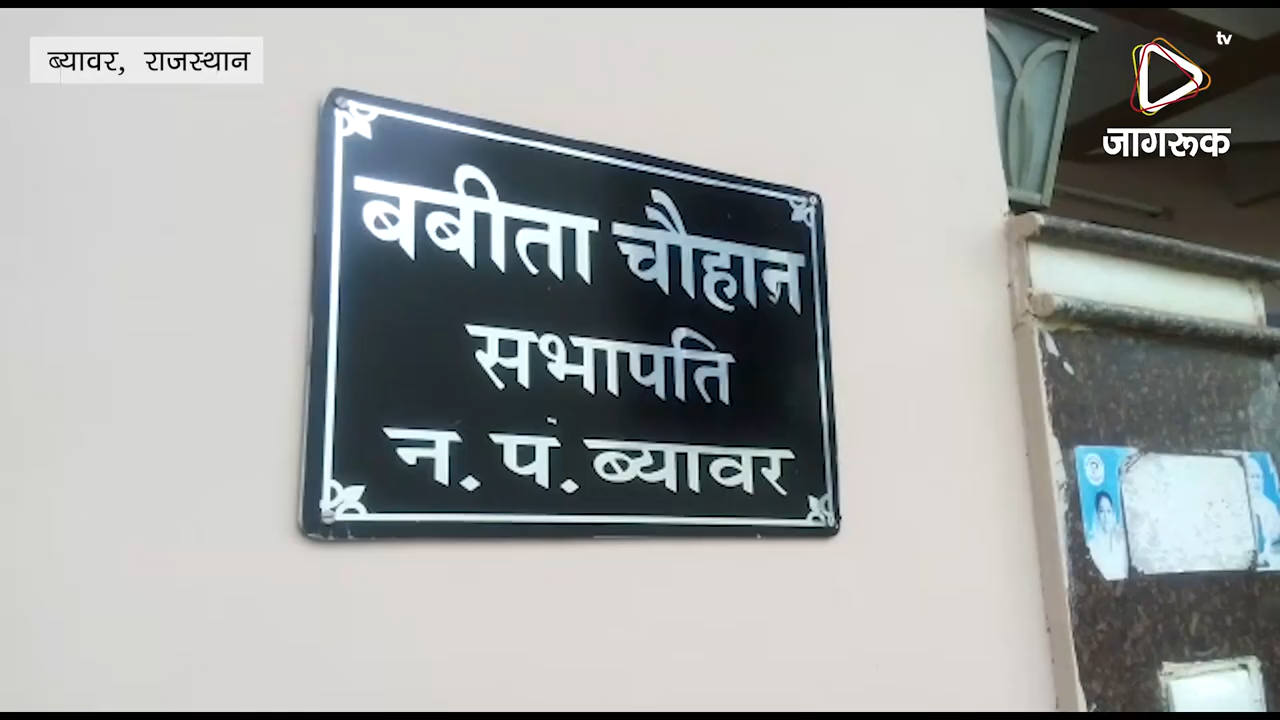 ब्यावर, राजस्थान
tv
जागरूक
बबीता चौहान
सभापति
न. पं. ब्यावर